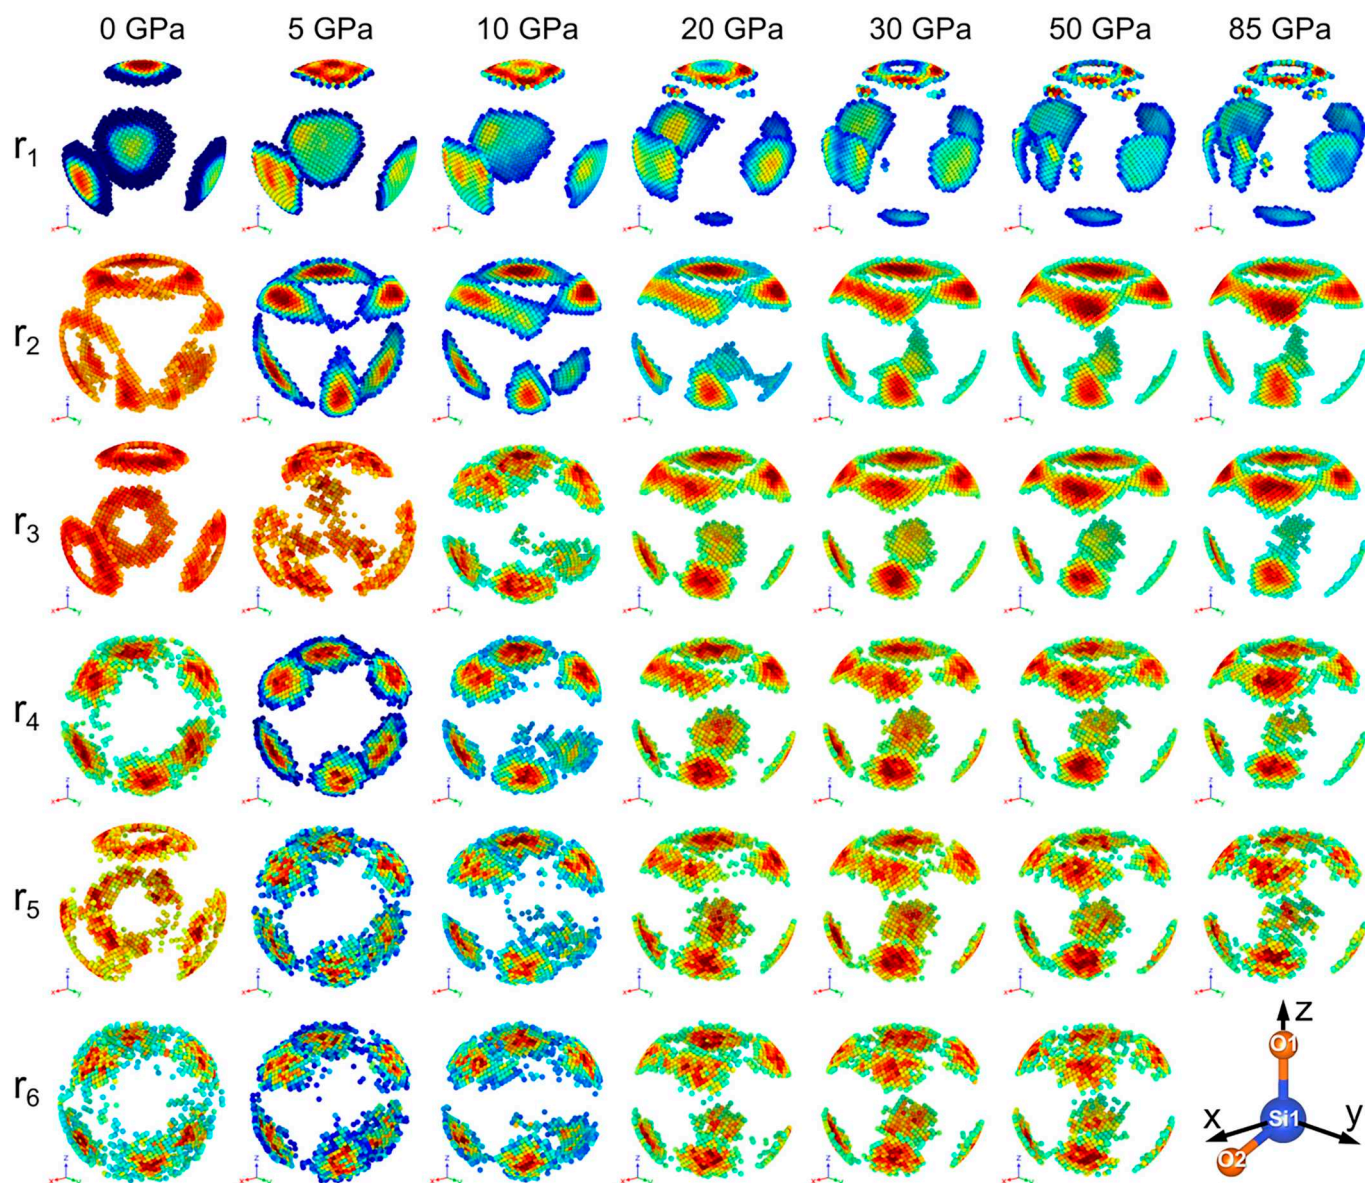 0 GPa 5 GPa 10 GPa 20 GPa 30 GPa 50 GPa 85 GPa
r1
z z z z z z z
x y x y x y x y x y x y x y
r2
z z z z z z z
x y x y x y x y x y x y x y
r3
z z z z z z z
x y x y x y x y x y x y x y
r4
z z z z z z z
x y x y x y x y x y x y x y
r5
z z z z z z
x y x y x y x y x y x y
r6
z z z z z z
x y x y x y x y x y x y
z
O1
x Si1 y
O2